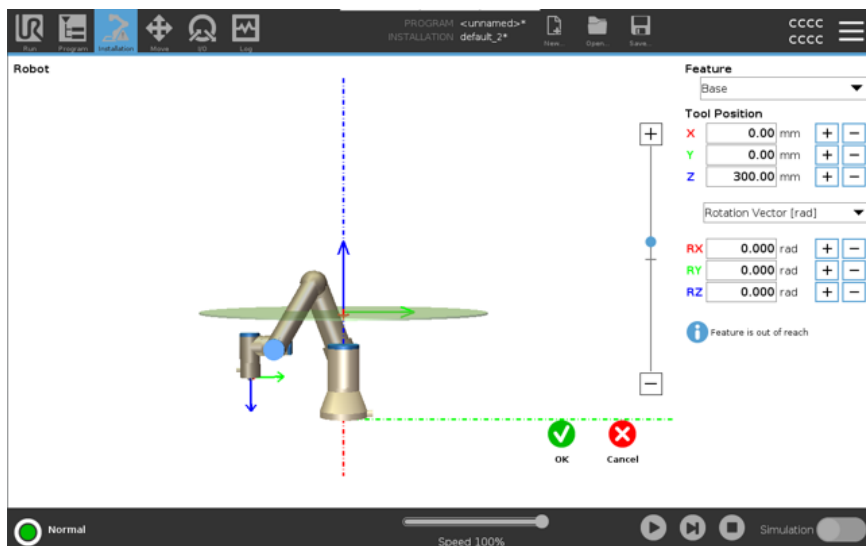 UR
PROGRAM <unnamed>*
INSTALLATION default_2*
CCCC
CCCC
Run
Program
Installation
Move
I/O
Log
New...
Open...
Save...
Robot
Feature
Base
Tool Position
X 0.00 mm + −
Y 0.00 mm + −
Z 300.00 mm + −
Rotation Vector [rad]
RX 0.000 rad + −
RY 0.000 rad + −
RZ 0.000 rad + −
i Feature is out of reach
+
−
OK
Cancel
Normal
Speed 100%
Simulation